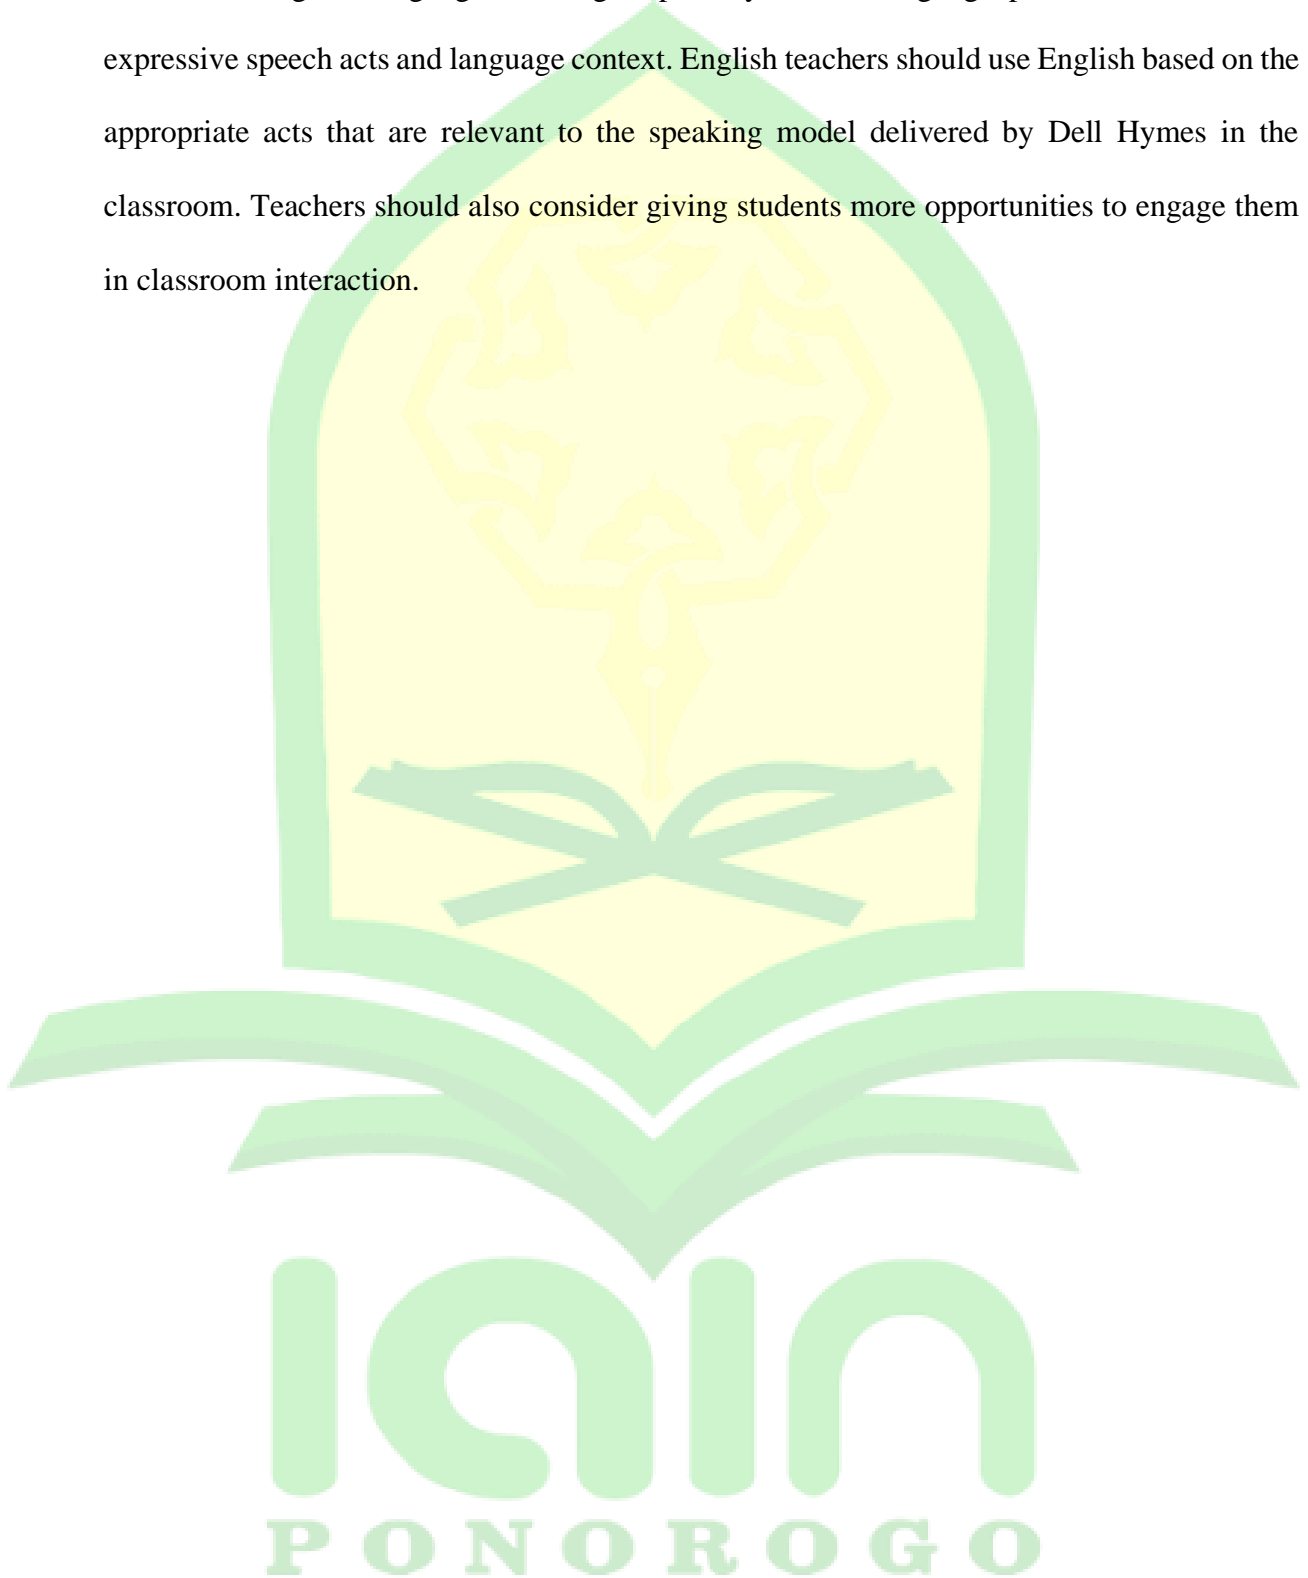 expressive speech acts and language context. English teachers should use English based on the
appropriate acts that are relevant to the speaking model delivered by Dell Hymes in the
classroom. Teachers should also consider giving students more opportunities to engage them
in classroom interaction.
iain
PONOROGO